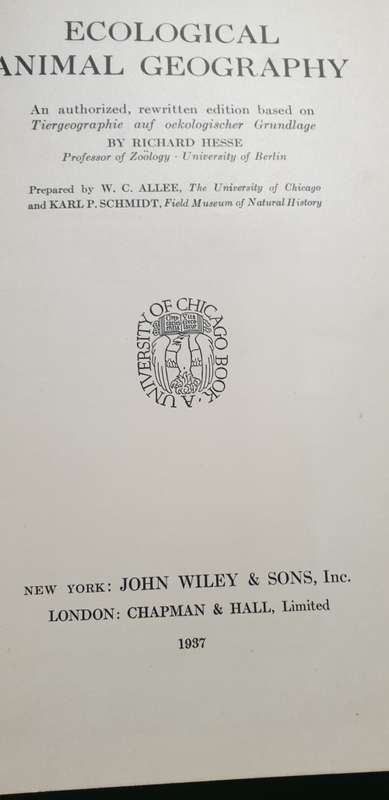 ECOLOGICAL
ANIMAL GEOGRAPHY
An authorized, rewritten edition based on
Tiergeographie auf oekologischer Grundlage
BY RICHARD HESSE
Professor of Zoölogy · University of Berlin
Prepared by W. C. ALLEE, The University of Chicago
and KARL P. SCHMIDT, Field Museum of Natural History
A UNIVERSITY OF CHICAGO BOOK ·
NEW YORK: JOHN WILEY & SONS, Inc.
LONDON: CHAPMAN & HALL, Limited
1937